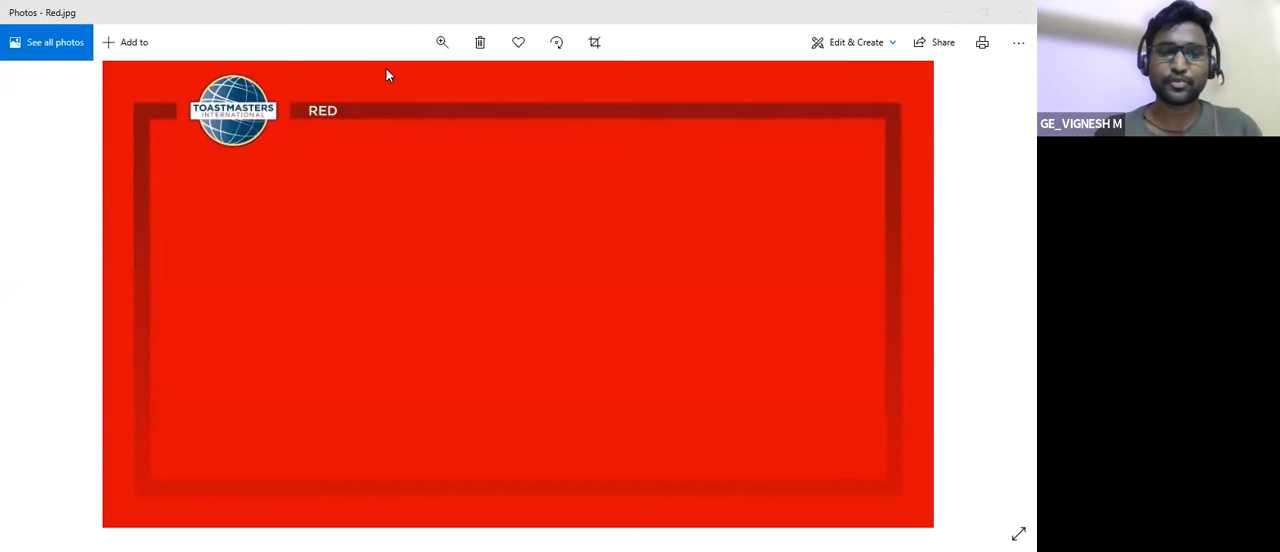 Photos - Red.jpg
See all photos
Add to
Edit & Create
Share
TOASTMASTERS
INTERNATIONAL
RED
GE_VIGNESH M